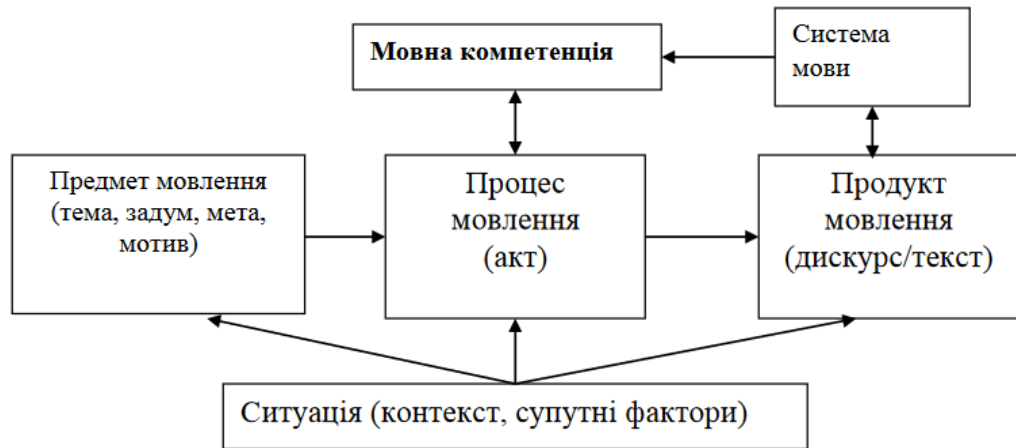 Мовна компетенція
Система
мови
Предмет мовлення
(тема, задум, мета,
мотив)
Процес
мовлення
(акт)
Продукт
мовлення
(дискурс/текст)
Ситуація (контекст, супутні фактори)